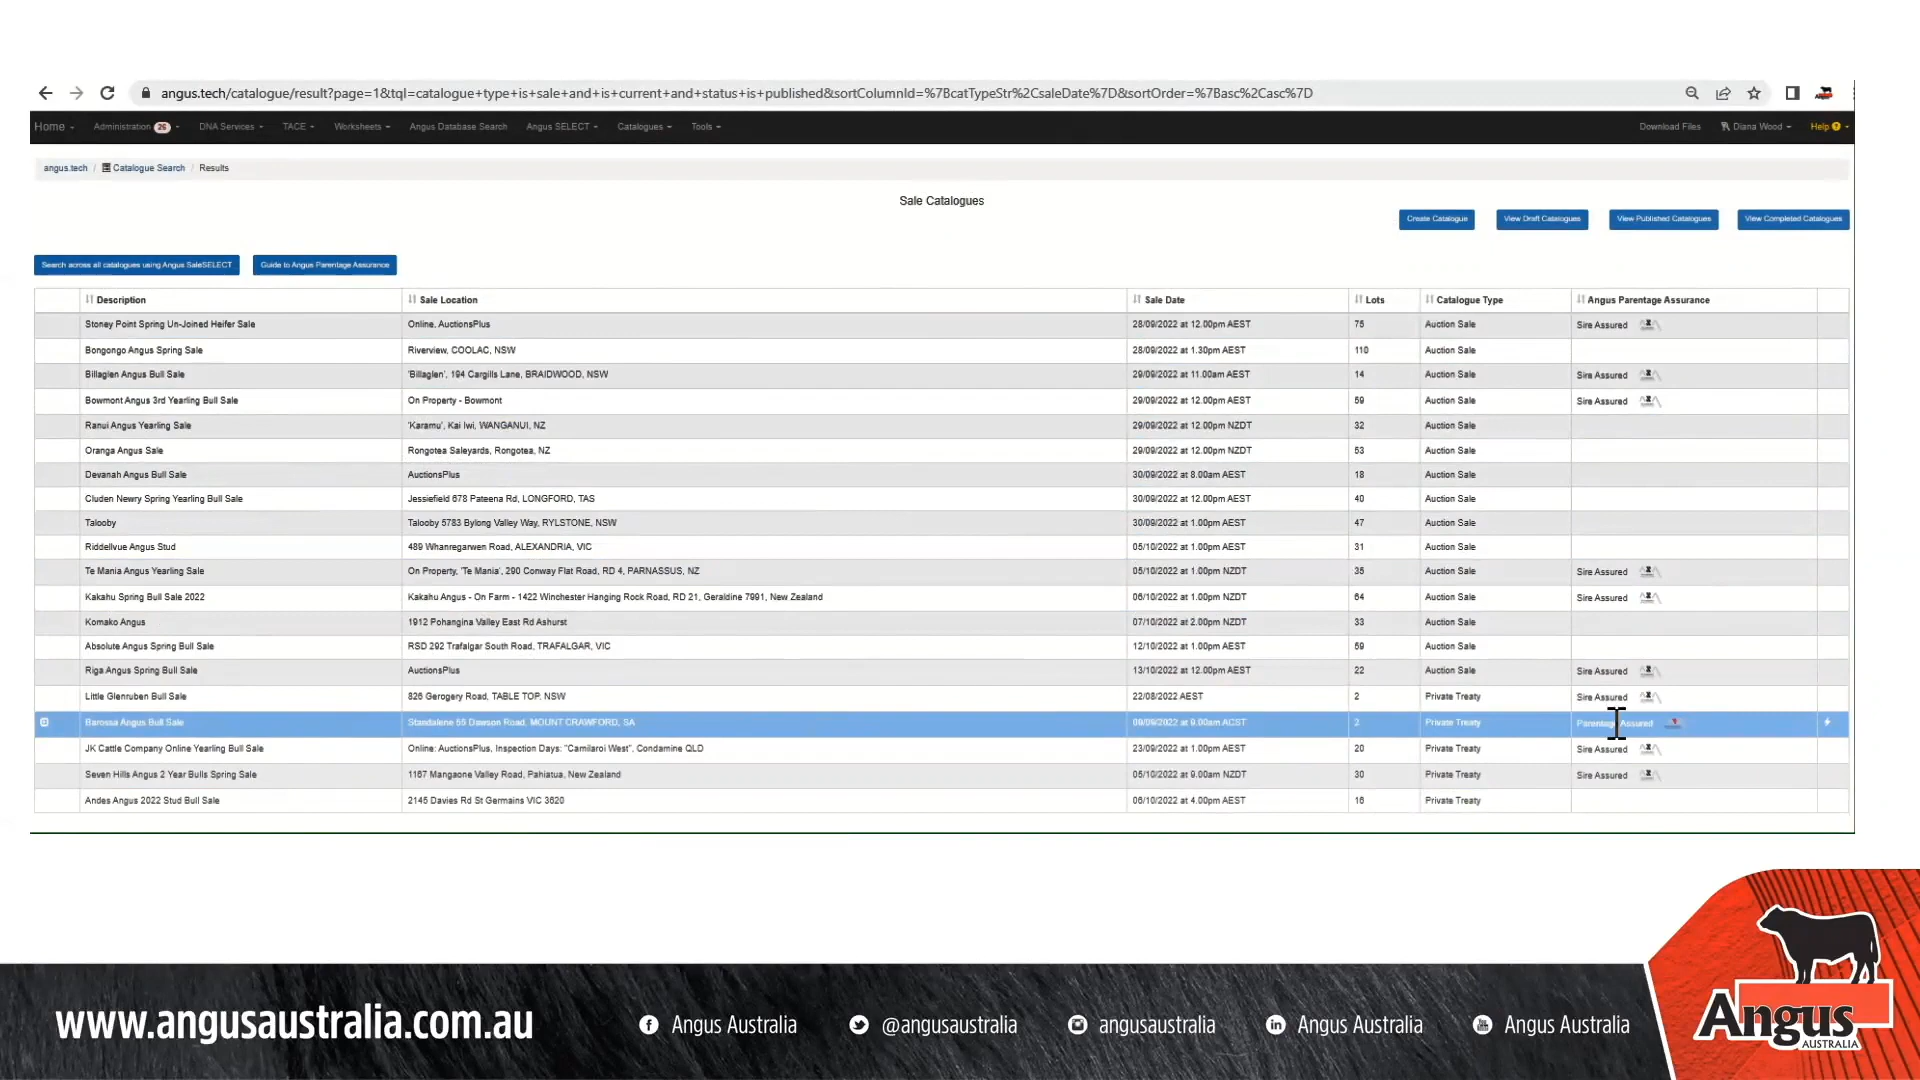 angus.tech/catalogue/result?page=1&tql=catalogue+type+is+sale+and+is+current+and+status+is+published&sortColumnId=%7BcatTypeStr%2CsaleDate%7D&sortOrder=%7Basc%2Casc%7D
Home Administration 26 DNA Services TACE Worksheets Angus Database Search Angus SELECT Catalogues Tools Download Files Diana Wood Help ?
angus.tech / Catalogue Search / Results
Sale Catalogues
Create Catalogue View Draft Catalogues View Published Catalogues View Completed Catalogues
Search across all catalogues using Angus SaleSELECT Guide to Angus Parentage Assurance
Description Sale Location Sale Date Lots Catalogue Type Angus Parentage Assurance
Stoney Point Spring Un-Joined Heifer Sale Online, AuctionsPlus 28/09/2022 at 12.00pm AEST 75 Auction Sale Sire Assured
Bongongo Angus Spring Sale Riverview, COOLAC, NSW 28/09/2022 at 1.30pm AEST 110 Auction Sale
Billaglen Angus Bull Sale 'Billaglen', 194 Cargills Lane, BRAIDWOOD, NSW 29/09/2022 at 11.00am AEST 14 Auction Sale Sire Assured
Bowmont Angus 3rd Yearling Bull Sale On Property - Bowmont 29/09/2022 at 12.00pm AEST 59 Auction Sale Sire Assured
Ranui Angus Yearling Sale 'Karamu', Kai Iwi, WANGANUI, NZ 29/09/2022 at 12.00pm NZDT 32 Auction Sale
Oranga Angus Sale Rongotea Saleyards, Rongotea, NZ 29/09/2022 at 12.00pm NZDT 53 Auction Sale
Devanah Angus Bull Sale AuctionsPlus 30/09/2022 at 8.00am AEST 18 Auction Sale
Cluden Newry Spring Yearling Bull Sale Jessiefield 678 Pateena Rd, LONGFORD, TAS 30/09/2022 at 12.00pm AEST 40 Auction Sale
Talooby Talooby 5783 Bylong Valley Way, RYLSTONE, NSW 30/09/2022 at 1.00pm AEST 47 Auction Sale
Riddellvue Angus Stud 489 Whanregarwen Road, ALEXANDRIA, VIC 05/10/2022 at 1.00pm AEST 31 Auction Sale
Te Mania Angus Yearling Sale On Property, 'Te Mania', 290 Conway Flat Road, RD 4, PARNASSUS, NZ 05/10/2022 at 1.00pm NZDT 35 Auction Sale Sire Assured
Kakahu Spring Bull Sale 2022 Kakahu Angus - On Farm - 1422 Winchester Hanging Rock Road, RD 21, Geraldine 7991, New Zealand 06/10/2022 at 1.00pm NZDT 64 Auction Sale Sire Assured
Komako Angus 1912 Pohangina Valley East Rd Ashurst 07/10/2022 at 2.00pm NZDT 33 Auction Sale
Absolute Angus Spring Bull Sale RSD 292 Trafalgar South Road, TRAFALGAR, VIC 12/10/2022 at 1.00pm AEST 59 Auction Sale
Riga Angus Spring Bull Sale AuctionsPlus 13/10/2022 at 12.00pm AEST 22 Auction Sale Sire Assured
Little Glenruben Bull Sale 826 Gerogery Road, TABLE TOP. NSW 22/08/2022 AEST 2 Private Treaty Sire Assured
Barossa Angus Bull Sale Standalene 55 Dawson Road, MOUNT CRAWFORD, SA 09/09/2022 at 9.00am ACST 2 Private Treaty Parentage Assured
JK Cattle Company Online Yearling Bull Sale Online: AuctionsPlus, Inspection Days: "Camilaroi West", Condamine QLD 23/09/2022 at 1.00pm AEST 20 Private Treaty Sire Assured
Seven Hills Angus 2 Year Bulls Spring Sale 1167 Mangaone Valley Road, Pahiatua, New Zealand 05/10/2022 at 9.00am NZDT 30 Private Treaty Sire Assured
Andes Angus 2022 Stud Bull Sale 2145 Davies Rd St Germains VIC 3620 06/10/2022 at 4.00pm AEST 16 Private Treaty
www.angusaustralia.com.au Angus Australia @angusaustralia angusaustralia Angus Australia Angus Australia
Angus
AUSTRALIA